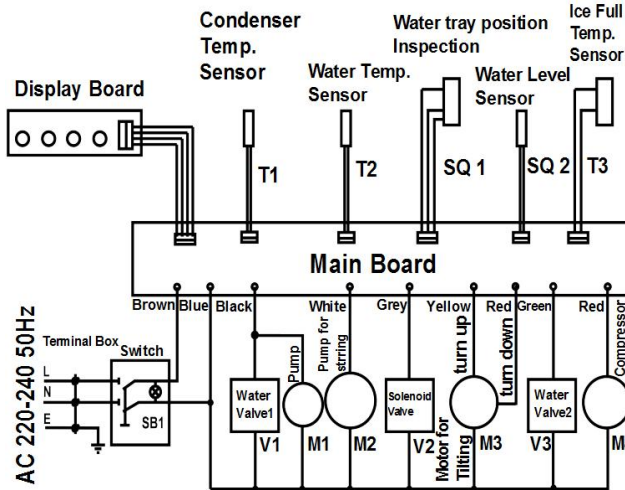 Condenser
Temp.
Sensor
Water tray position
Inspection
Ice Full
Temp.
Sensor
Water Temp.
Sensor
Water Level
Sensor
Display Board
T1
T2
SQ 1
SQ 2
T3
Main Board
Brown
Blue
Black
White
Grey
Yellow
Red
Green
Red
AC 220-240 50Hz
Terminal Box
Switch
L
N
E
SB1
Pump
Pump for
strring
turn up
turn down
Compressor
Water
Valve1
Solenoid
Valve
Water
Valve2
V1
M1
M2
V2
Motor for
Tilting
M3
V3
M